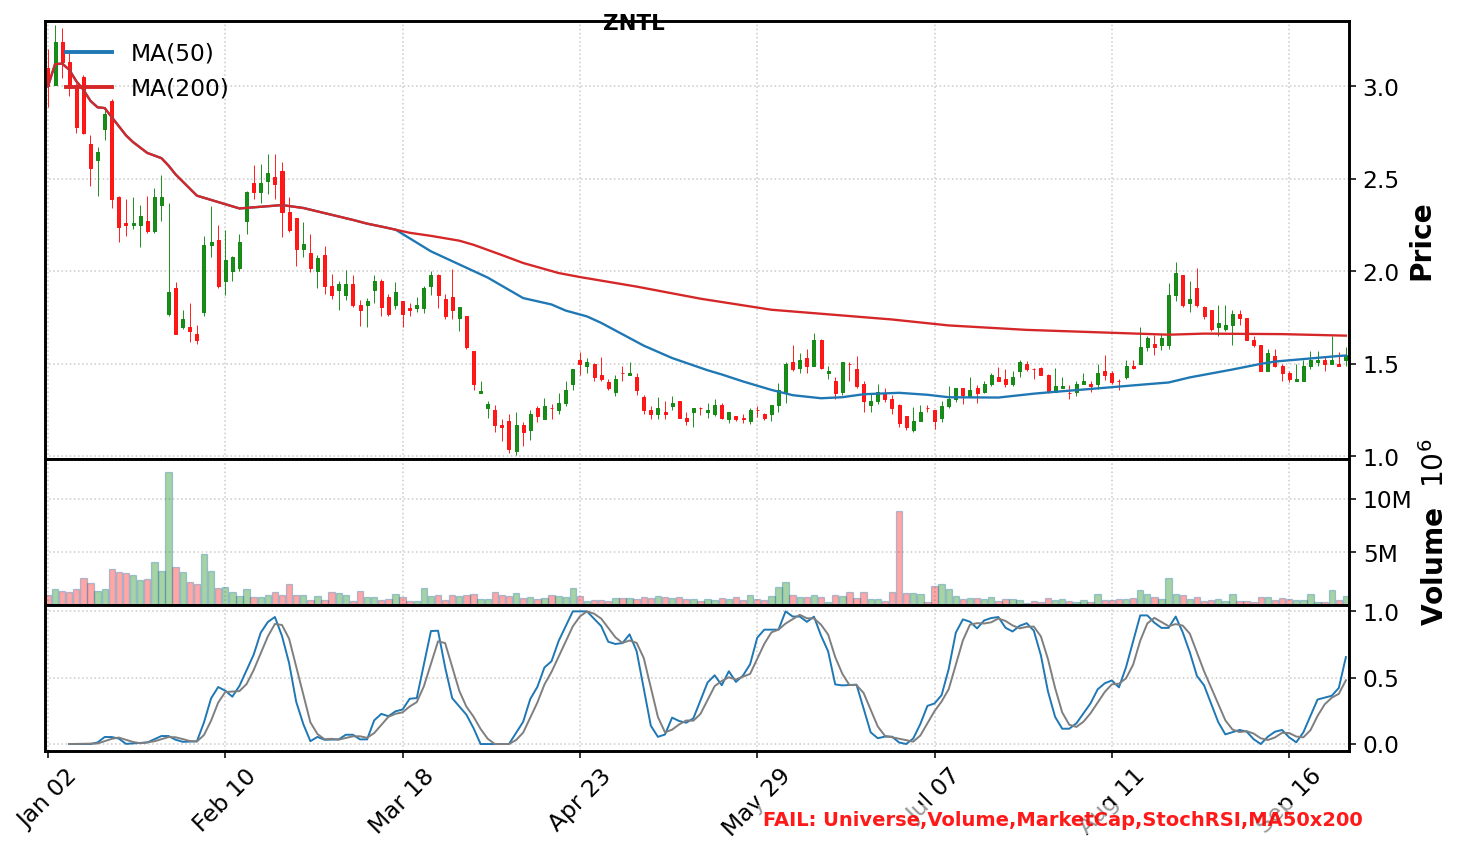 ZNTL
MA(50)
MA(200)
3.0
2.5
2.0
1.5
1.0
Price
10M
5M
Volume 10^6
1.0
0.5
0.0
Jan 02
Feb 10
Mar 18
Apr 23
May 29
Jul 07
Aug 11
Sep 16
FAIL: Universe,Volume,Marketcap,StochRSI,MA50x200